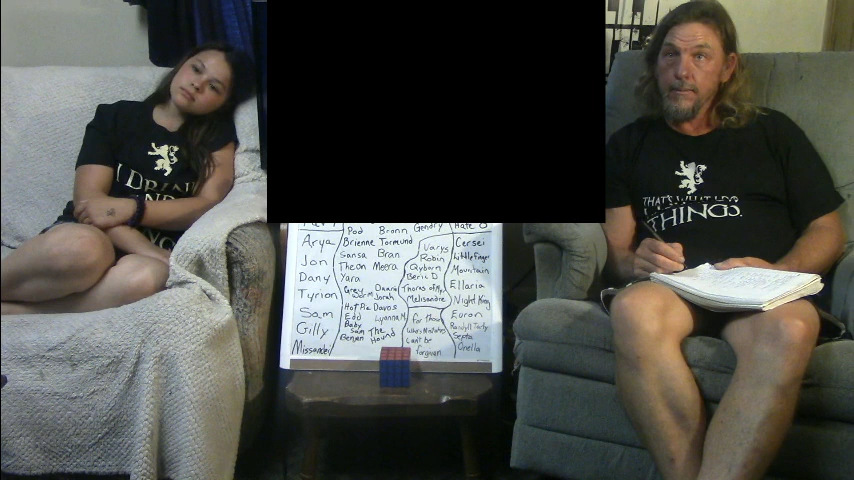 I DRINK
AND
THAT'S WHAT I DO
THINGS.
Arya
Jon
Dany
Tyrion
Sam
Gilly
Missandei
Pod Bronn
Brienne Tormund
Sansa Bran
Theon Meera
Yara
Grey Worm Daario
Jorah
Hot Pie Davos
Edd Lyanna M
Baby Sam The Hound
Benjen
Gendry
Varys
Robin
Qyburn
Beric D
Thoros of My
Melisandre
For those
who's Mistakes
can't be
forgiven
Hate
Cersei
Little Finger
Mountain
Ellaria
Night King
Euron
Randyll Tarly
Septa
Unella